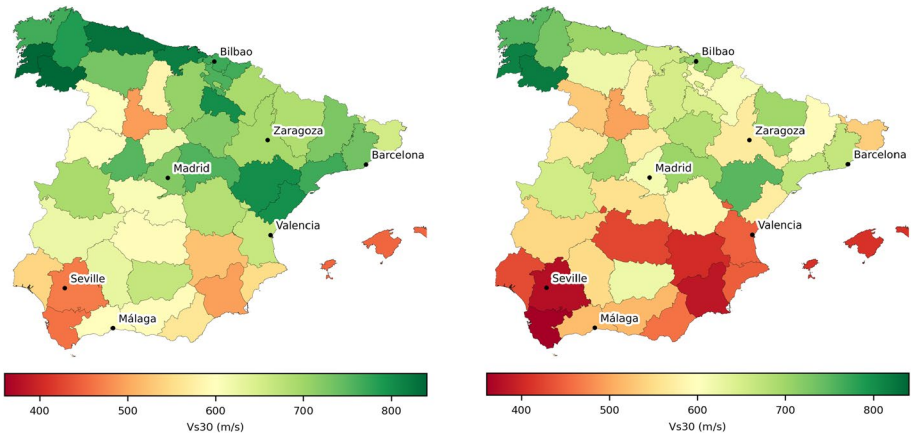 Bilbao
Zaragoza
Barcelona
Madrid
Valencia
Seville
Málaga
400 500 600 700 800
Vs30 (m/s)
Bilbao
Zaragoza
Barcelona
Madrid
Valencia
Seville
Málaga
400 500 600 700 800
Vs30 (m/s)